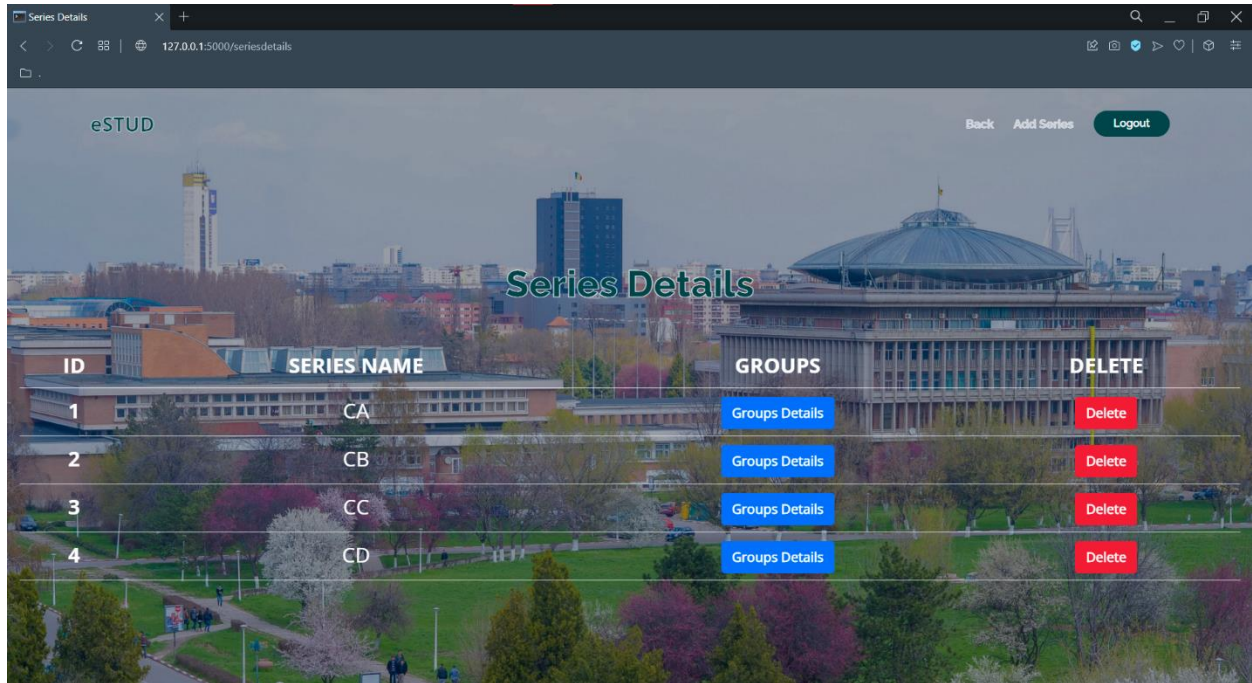 Series Details
127.0.0.1:5000/seriesdetails
.
eSTUD
Back Add Series Logout
Series Details
ID SERIES NAME GROUPS DELETE
1 CA Groups Details Delete
2 CB Groups Details Delete
3 CC Groups Details Delete
4 CD Groups Details Delete